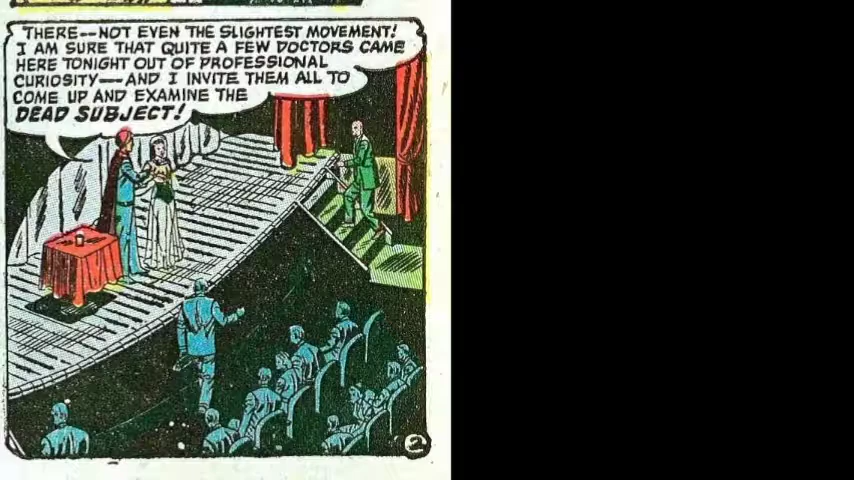 THERE--NOT EVEN THE SLIGHTEST MOVEMENT!
I AM SURE THAT QUITE A FEW DOCTORS CAME
HERE TONIGHT OUT OF PROFESSIONAL
CURIOSITY--AND I INVITE THEM ALL TO
COME UP AND EXAMINE THE
DEAD SUBJECT!
2